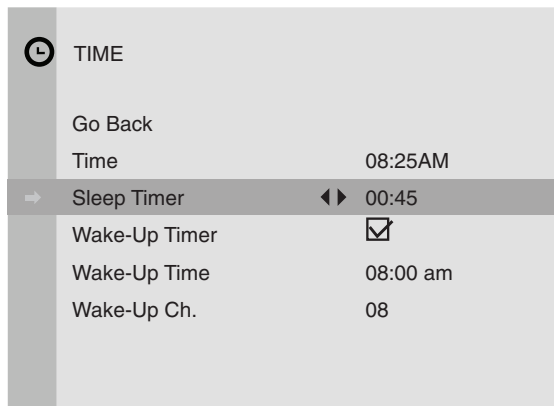 TIME
Go Back
Time 08:25AM
Sleep Timer 00:45
Wake-Up Timer
Wake-Up Time 08:00 am
Wake-Up Ch. 08